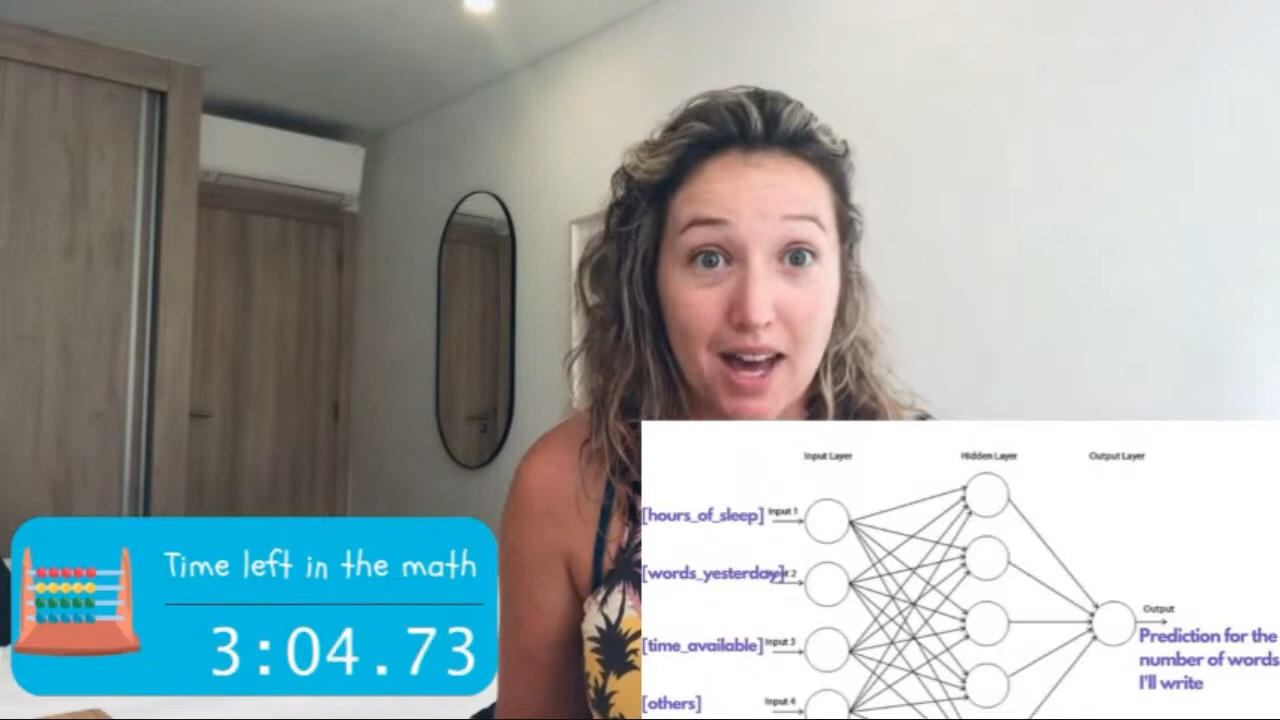 Time left in the math
3:04.73
Input Layer
Hidden Layer
Output Layer
[hours_of_sleep] Input 1
[words_yesterday]
[time_available] Input 3
[others] Input 4
Output
Prediction for the
number of words
I'll write